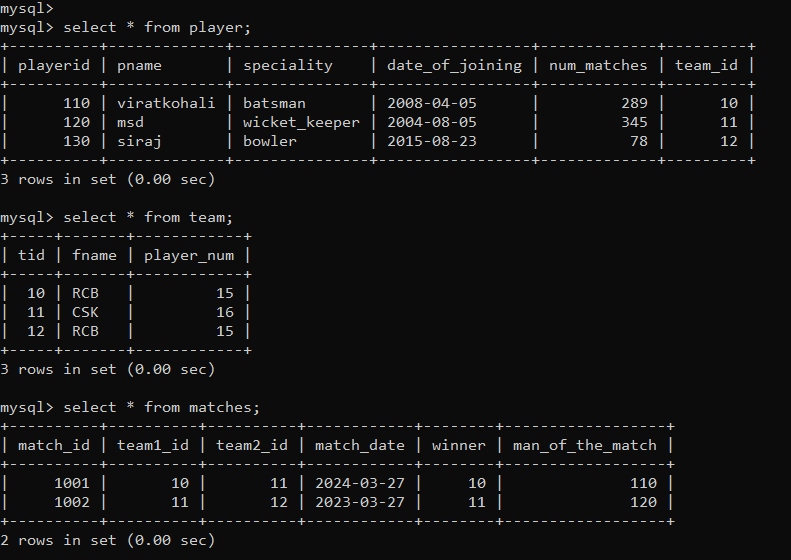 mysql>
mysql> select * from player;
+----------+-------------+---------------+-----------------+-------------+---------+
| playerid | pname       | speciality    | date_of_joining | num_matches | team_id |
+----------+-------------+---------------+-----------------+-------------+---------+
|      110 | viratkohali | batsman       | 2008-04-05      |         289 |      10 |
|      120 | msd         | wicket_keeper | 2004-08-05      |         345 |      11 |
|      130 | siraj       | bowler        | 2015-08-23      |          78 |      12 |
+----------+-------------+---------------+-----------------+-------------+---------+
3 rows in set (0.00 sec)

mysql> select * from team;
+-----+-------+------------+
| tid | fname | player_num |
+-----+-------+------------+
|  10 | RCB   |         15 |
|  11 | CSK   |         16 |
|  12 | RCB   |         15 |
+-----+-------+------------+
3 rows in set (0.00 sec)

mysql> select * from matches;
+----------+----------+----------+------------+--------+------------------+
| match_id | team1_id | team2_id | match_date | winner | man_of_the_match |
+----------+----------+----------+------------+--------+------------------+
|     1001 |       10 |       11 | 2024-03-27 |     10 |              110 |
|     1002 |       11 |       12 | 2023-03-27 |     11 |              120 |
+----------+----------+----------+------------+--------+------------------+
2 rows in set (0.00 sec)